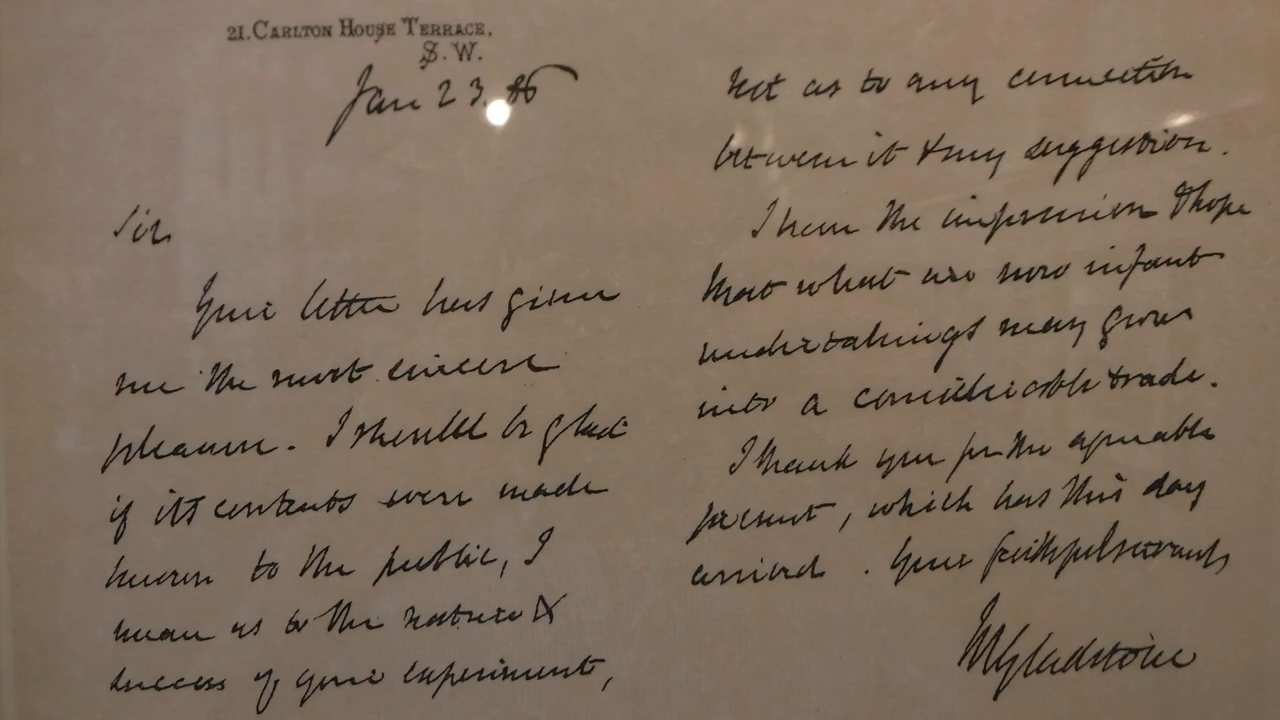 21. CARLTON HOUSE TERRACE,
S.W.
Jan 23. 86
Sir
Your letter has given
me the most sincere
pleasure. I should be glad
if its contents were made
known to the public, I
mean as to the nature &
success of your experiment,
not as to any connection
between it & my suggestion.
I have the impression & hope
that what are now infant
undertakings may grow
into a considerable trade.
I thank you for the agreeable
present, which has this day
arrived. Your faithful servant
WEGladstone